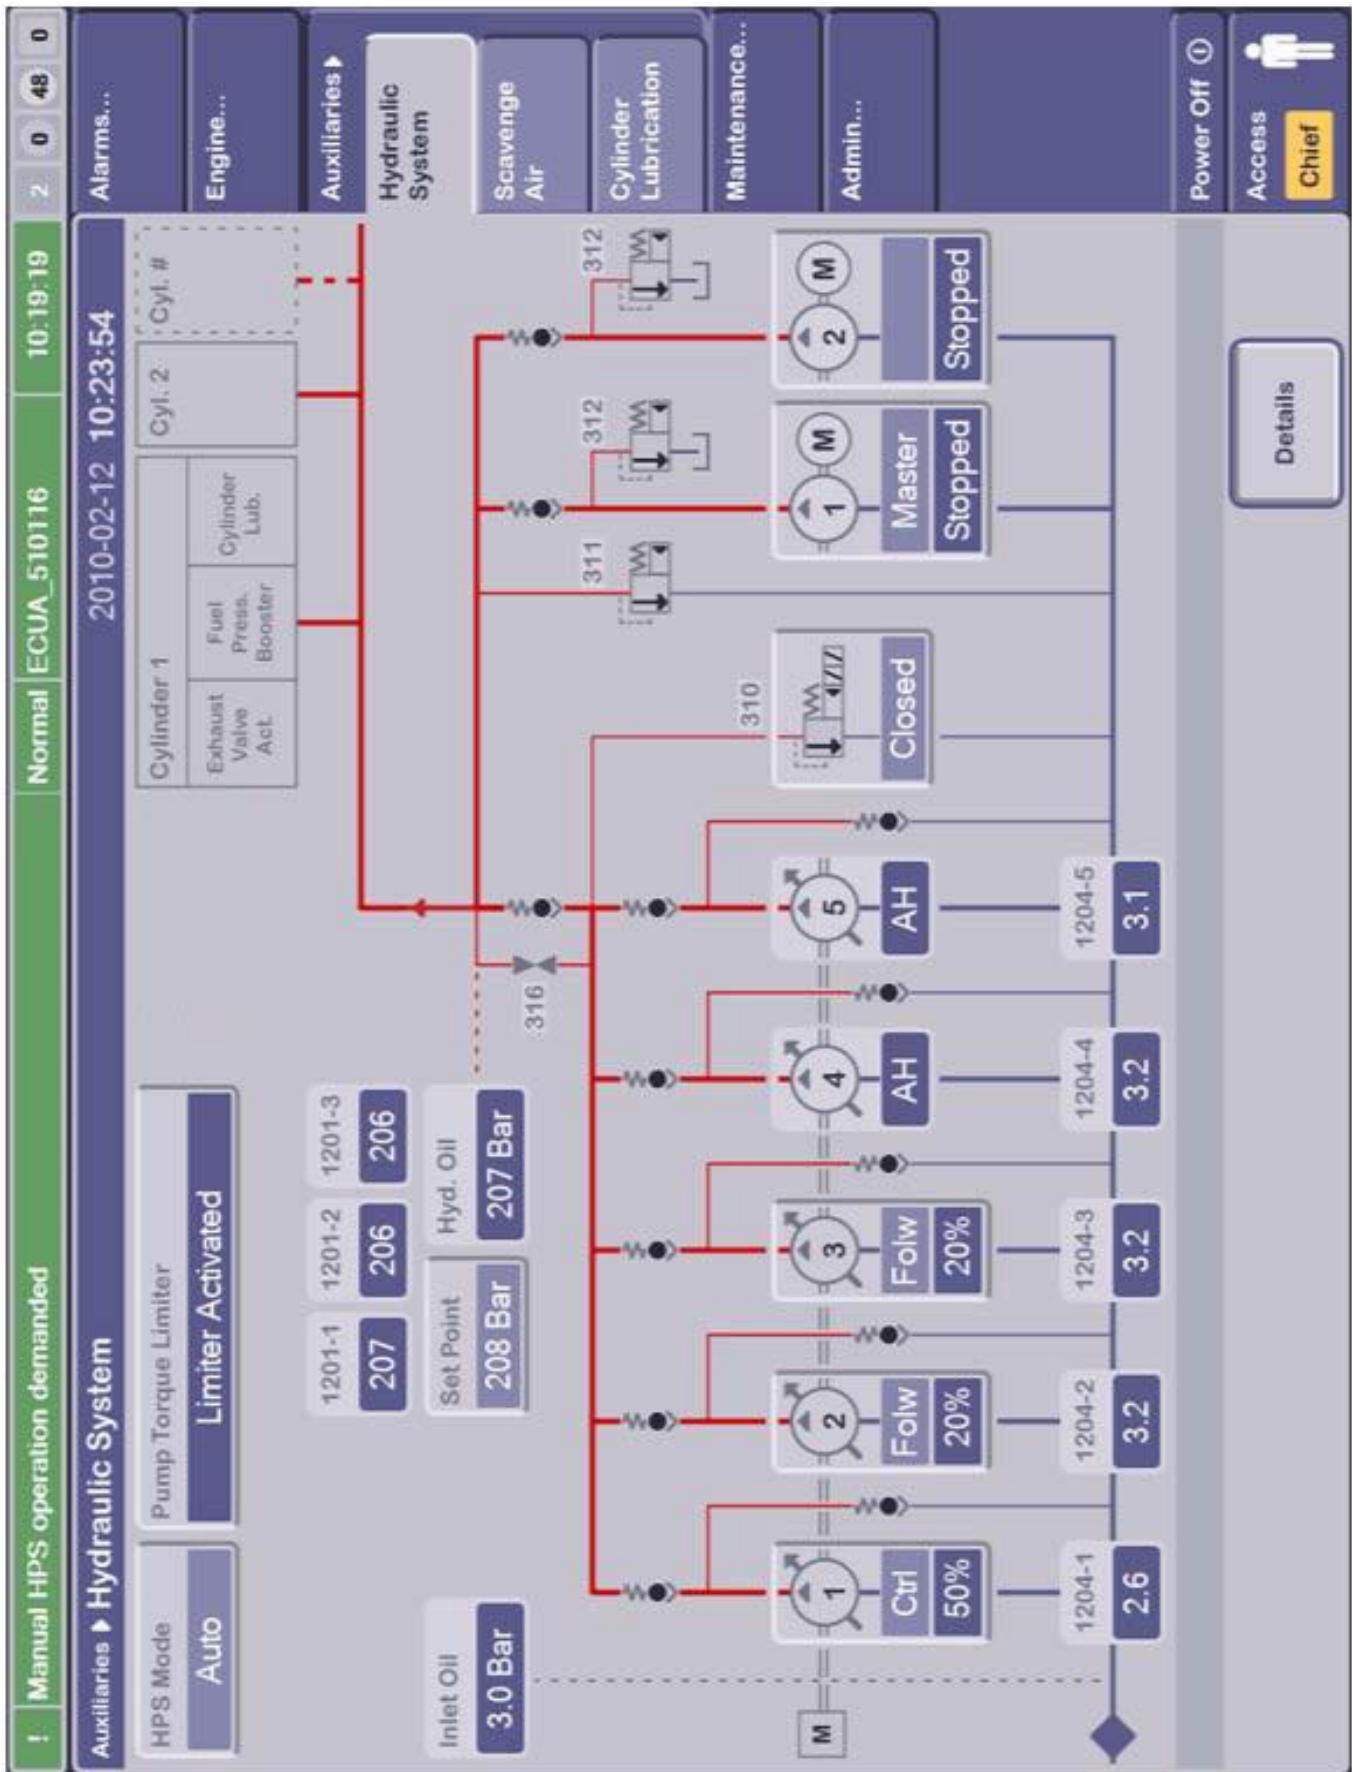 ! Manual HPS operation demanded Normal ECUA_510116 10:19:19 2 0 48 0
Auxiliaries ▶ Hydraulic System 2010-02-12 10:23:54
HPS Mode
Auto
Pump Torque Limiter
Limiter Activated
Cylinder 1
Exhaust
Valve
Act.
Fuel
Press.
Booster
Cylinder
Lub.
Cyl. 2
Cyl. #
1201-1
207
1201-2
206
1201-3
206
Inlet Oil
3.0 Bar
Set Point
208 Bar
Hyd. Oil
207 Bar
316
311
312
312
310
Closed
M
1
Ctrl
50%
2
Folw
20%
3
Folw
20%
4
AH
5
AH
1 M
Master
Stopped
2 M
Stopped
1204-1
2.6
1204-2
3.2
1204-3
3.2
1204-4
3.2
1204-5
3.1
Alarms...
Engine...
Auxiliaries ▶
Hydraulic
System
Scavenge
Air
Cylinder
Lubrication
Maintenance...
Admin...
Power Off
Access
Chief
Details